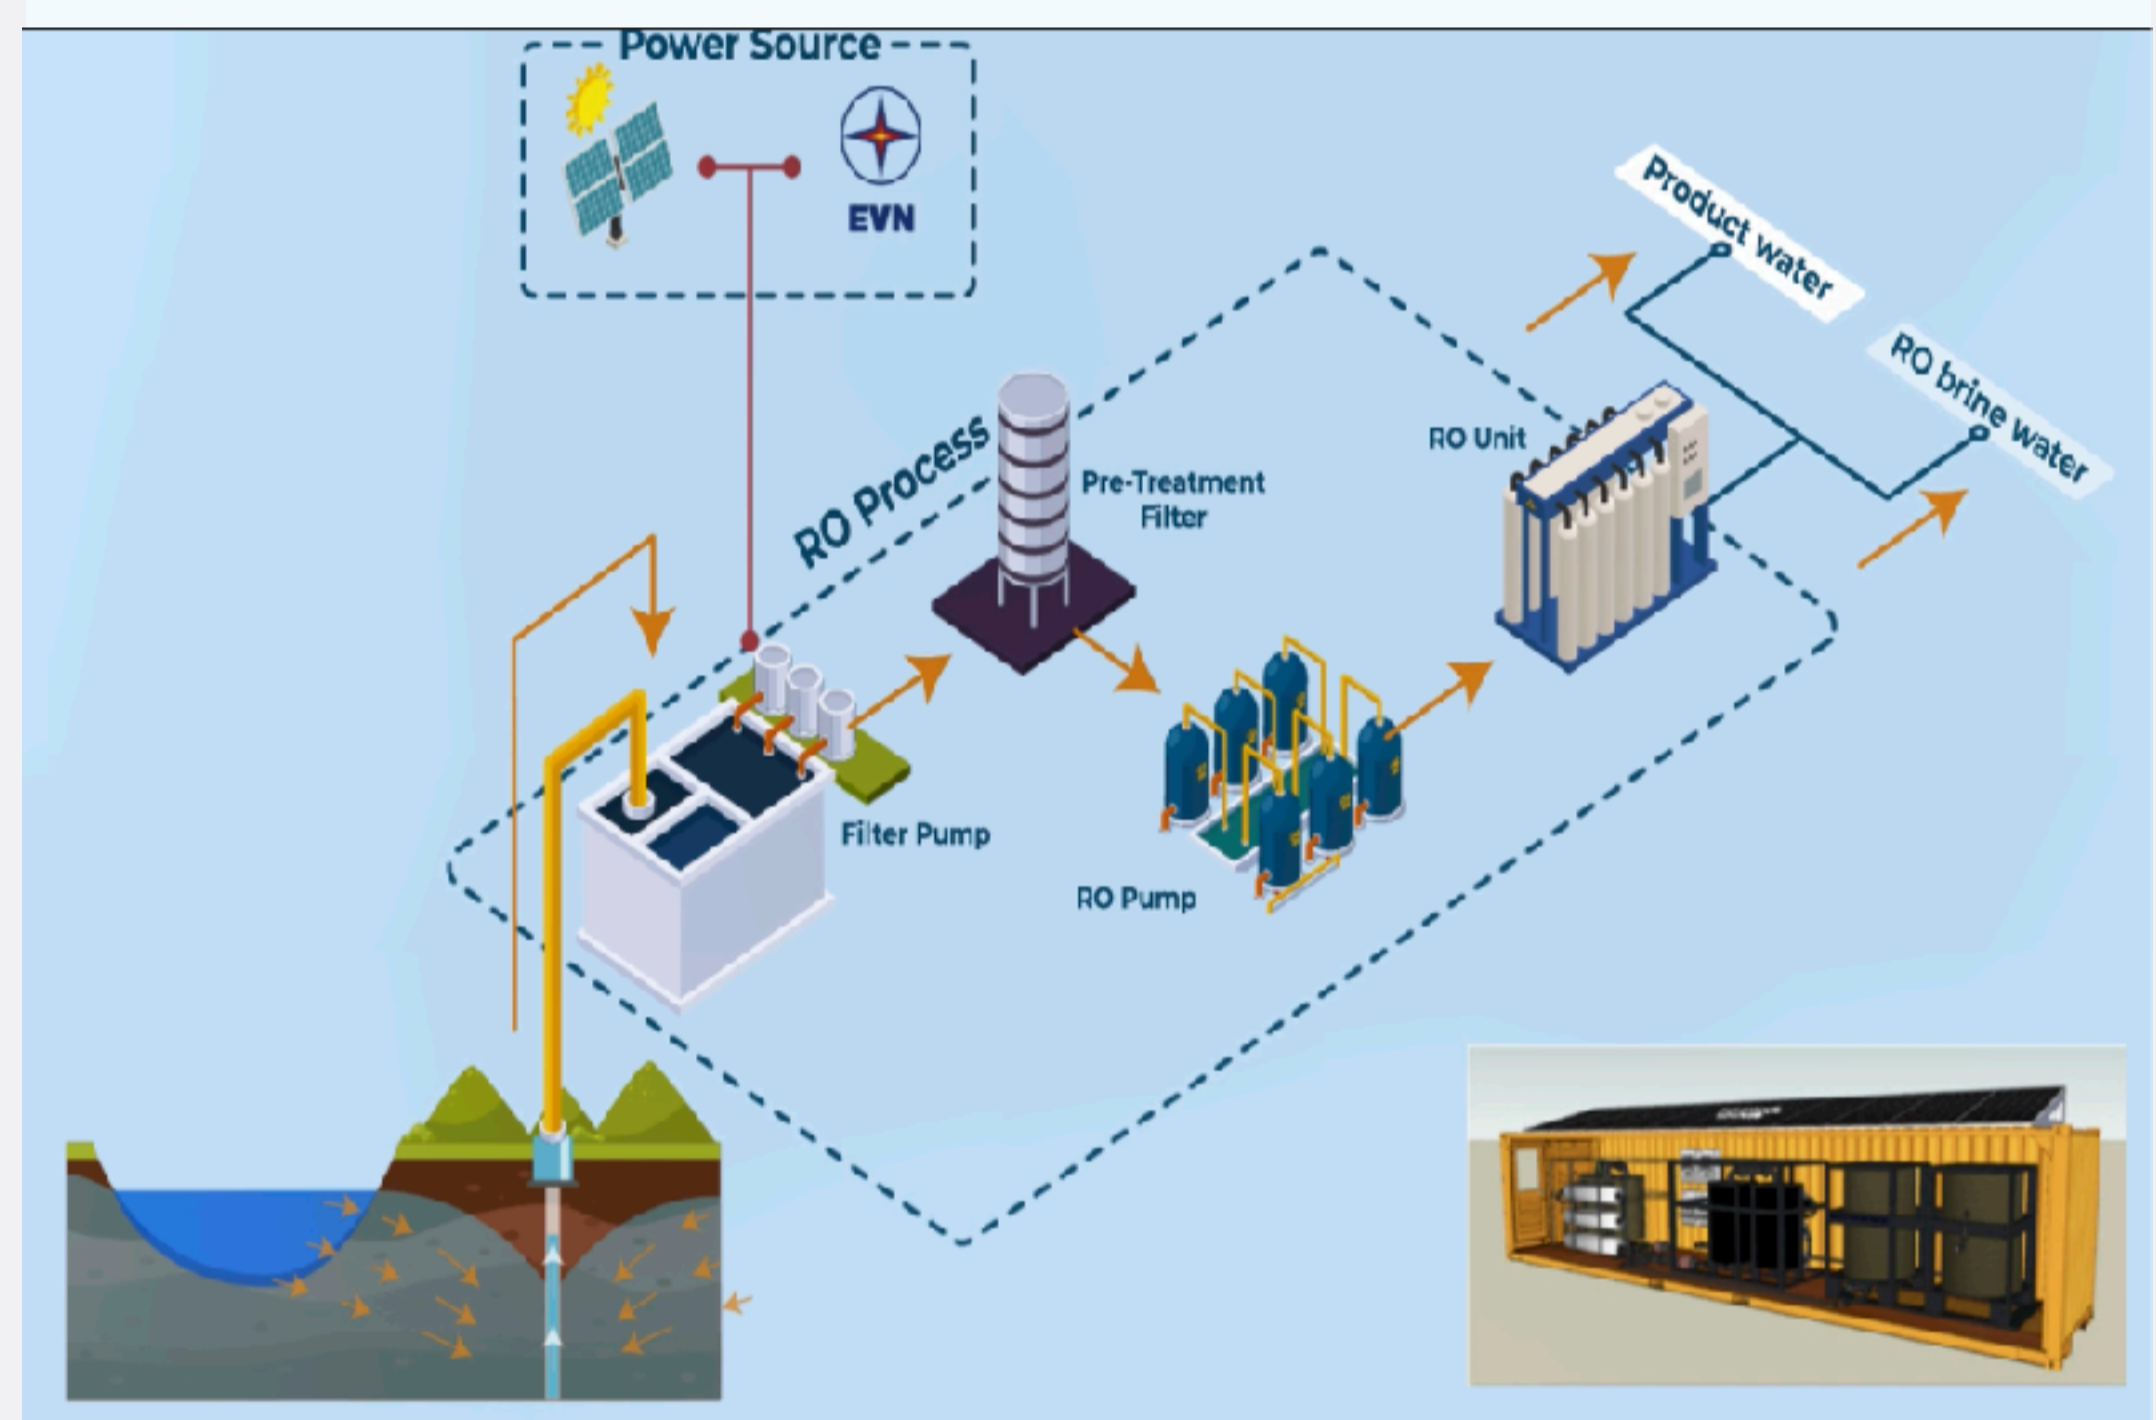 Power Source
EVN
Product water
RO brine water
RO Process
RO Unit
Pre-Treatment
Filter
Filter Pump
RO Pump